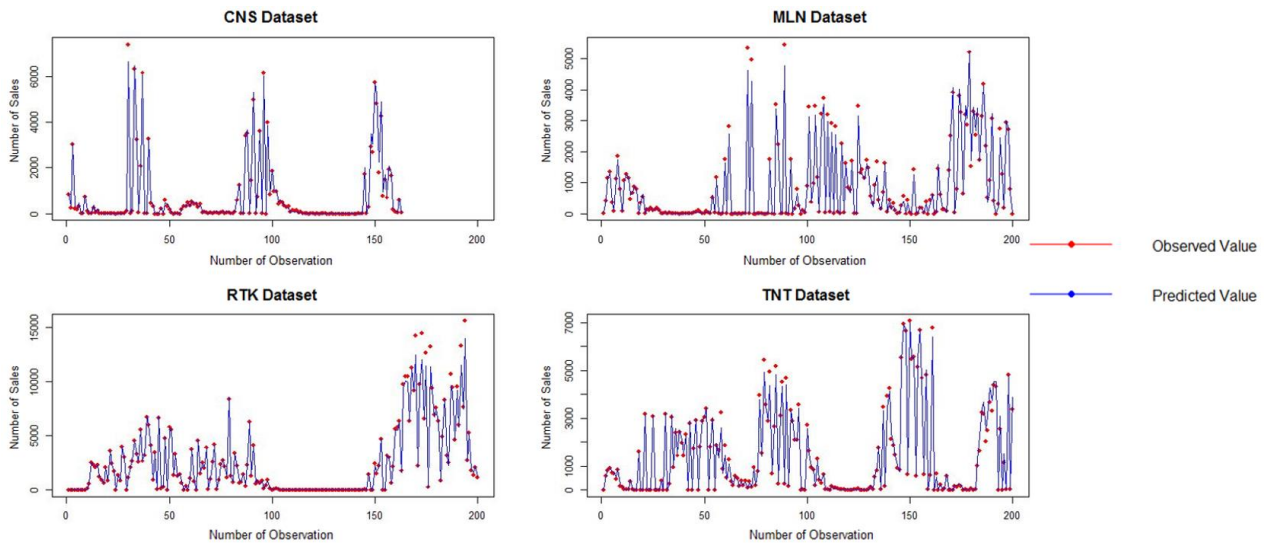 CNS Dataset
Number of Sales
6000
4000
2000
0
0
50
100
150
200
Number of Observation
MLN Dataset
Number of Sales
5000
4000
3000
2000
1000
0
0
50
100
150
200
Number of Observation
Observed Value
Predicted Value
RTK Dataset
Number of Sales
15000
10000
5000
0
0
50
100
150
200
Number of Observation
TNT Dataset
Number of Sales
7000
5000
3000
1000
0
0
50
100
150
200
Number of Observation